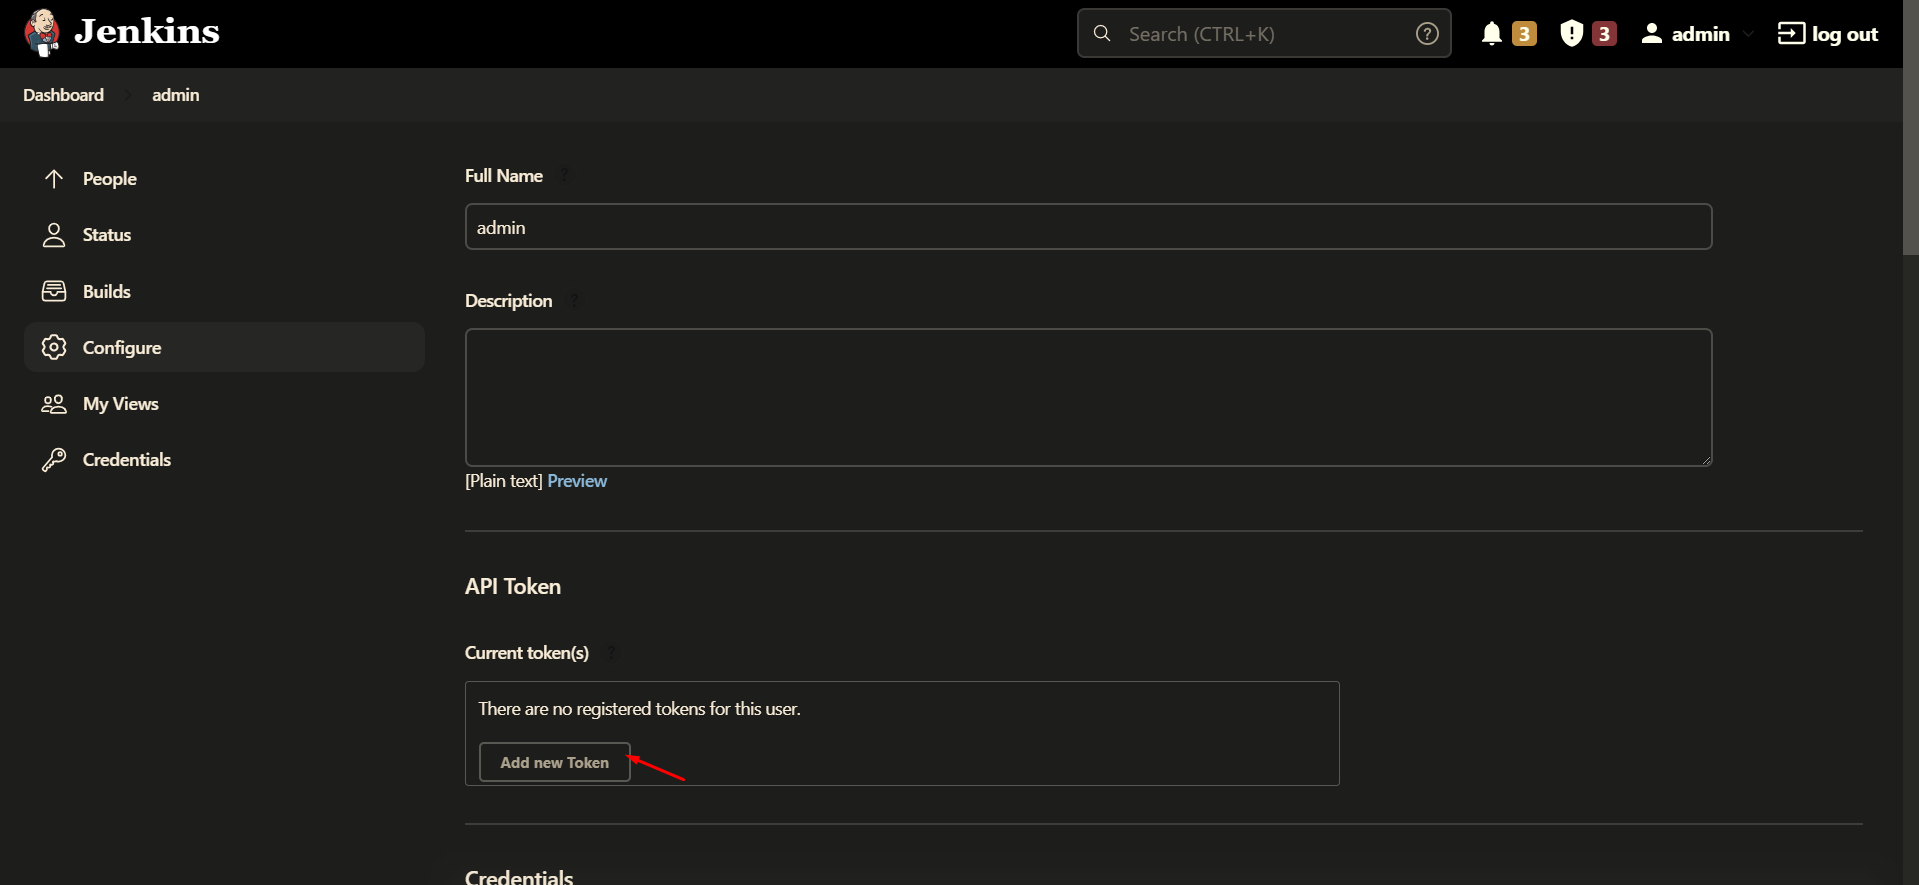 Jenkins
Search (CTRL+K)
?
3
3
admin
log out
Dashboard
admin
People
Status
Builds
Configure
My Views
Credentials
Full Name ?
admin
Description ?
[Plain text] Preview
API Token
Current token(s) ?
There are no registered tokens for this user.
Add new Token
Credentials